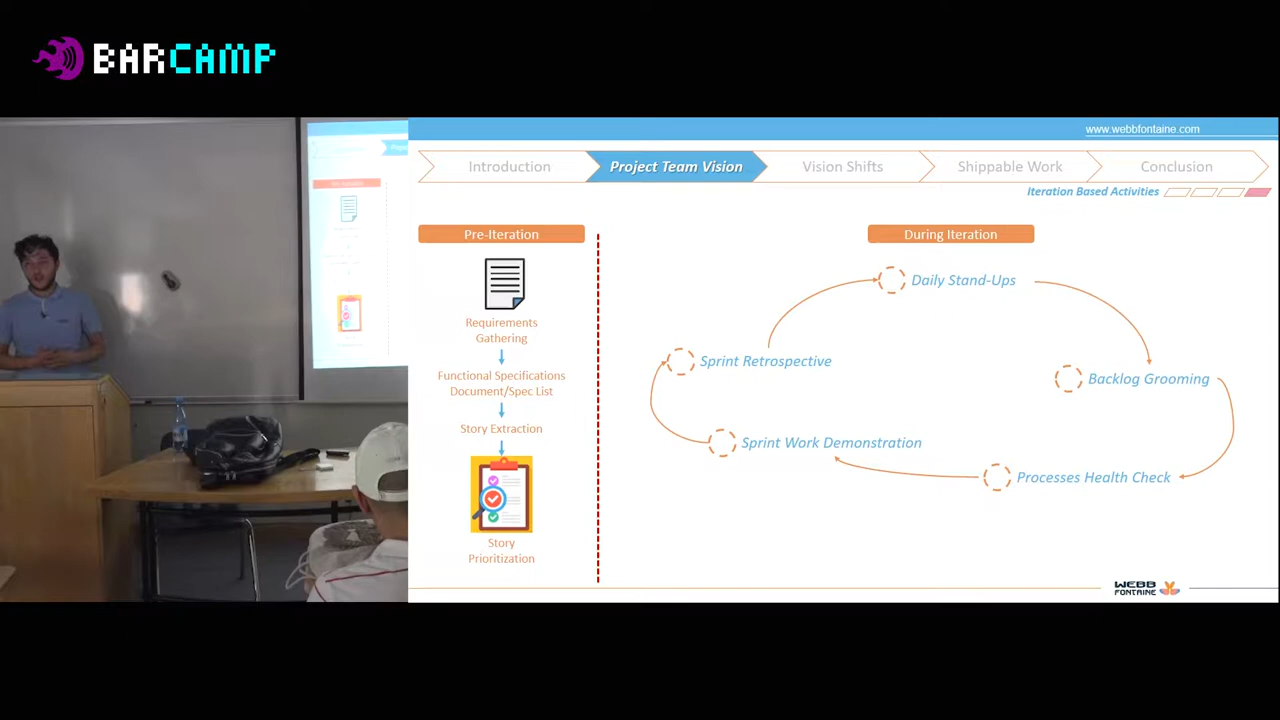 BARCAMP
www.webbfontaine.com
Introduction
Project Team Vision
Vision Shifts
Shippable Work
Conclusion
Iteration Based Activities
Pre-Iteration
Requirements
Gathering
Functional Specifications
Document/Spec List
Story Extraction
Story
Prioritization
During Iteration
Daily Stand-Ups
Backlog Grooming
Processes Health Check
Sprint Work Demonstration
Sprint Retrospective
WEBB
FONTAINE